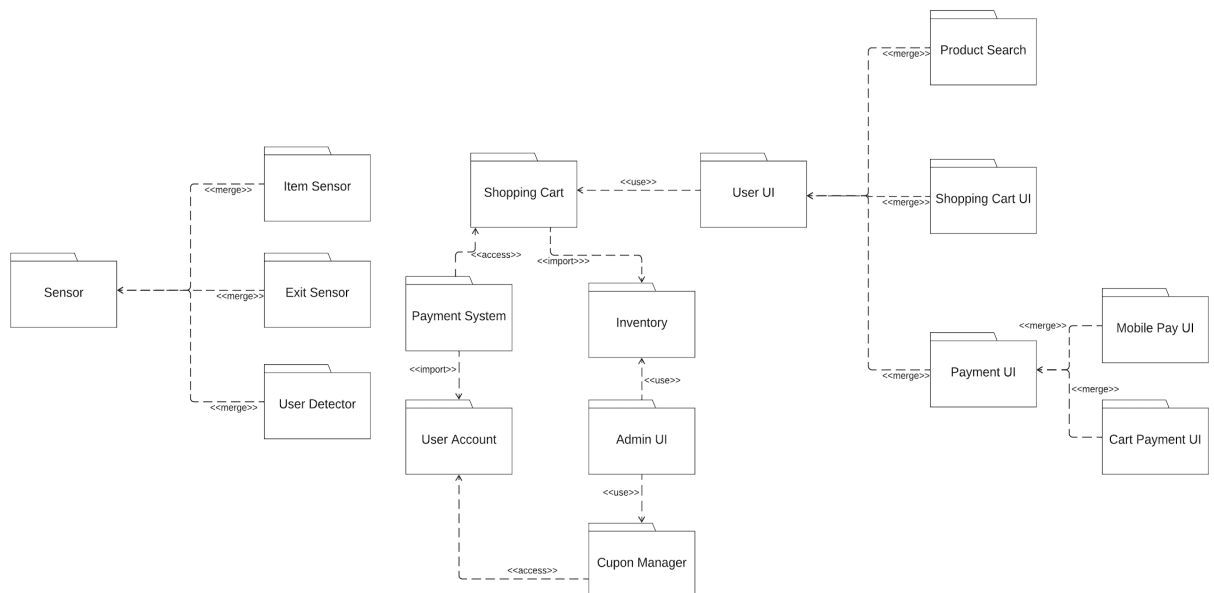 Product Search
<<merge>>
Item Sensor
<<merge>>
Shopping Cart
<<use>>
User UI
Shopping Cart UI
<<merge>>
<<access>>
<<import>>>
Sensor
Exit Sensor
<<merge>>
Payment System
Inventory
Mobile Pay UI
<<merge>>
<<import>>
<<use>>
Payment UI
<<merge>>
<<merge>>
User Detector
<<merge>>
User Account
Admin UI
Cart Payment UI
<<use>>
Cupon Manager
<<access>>